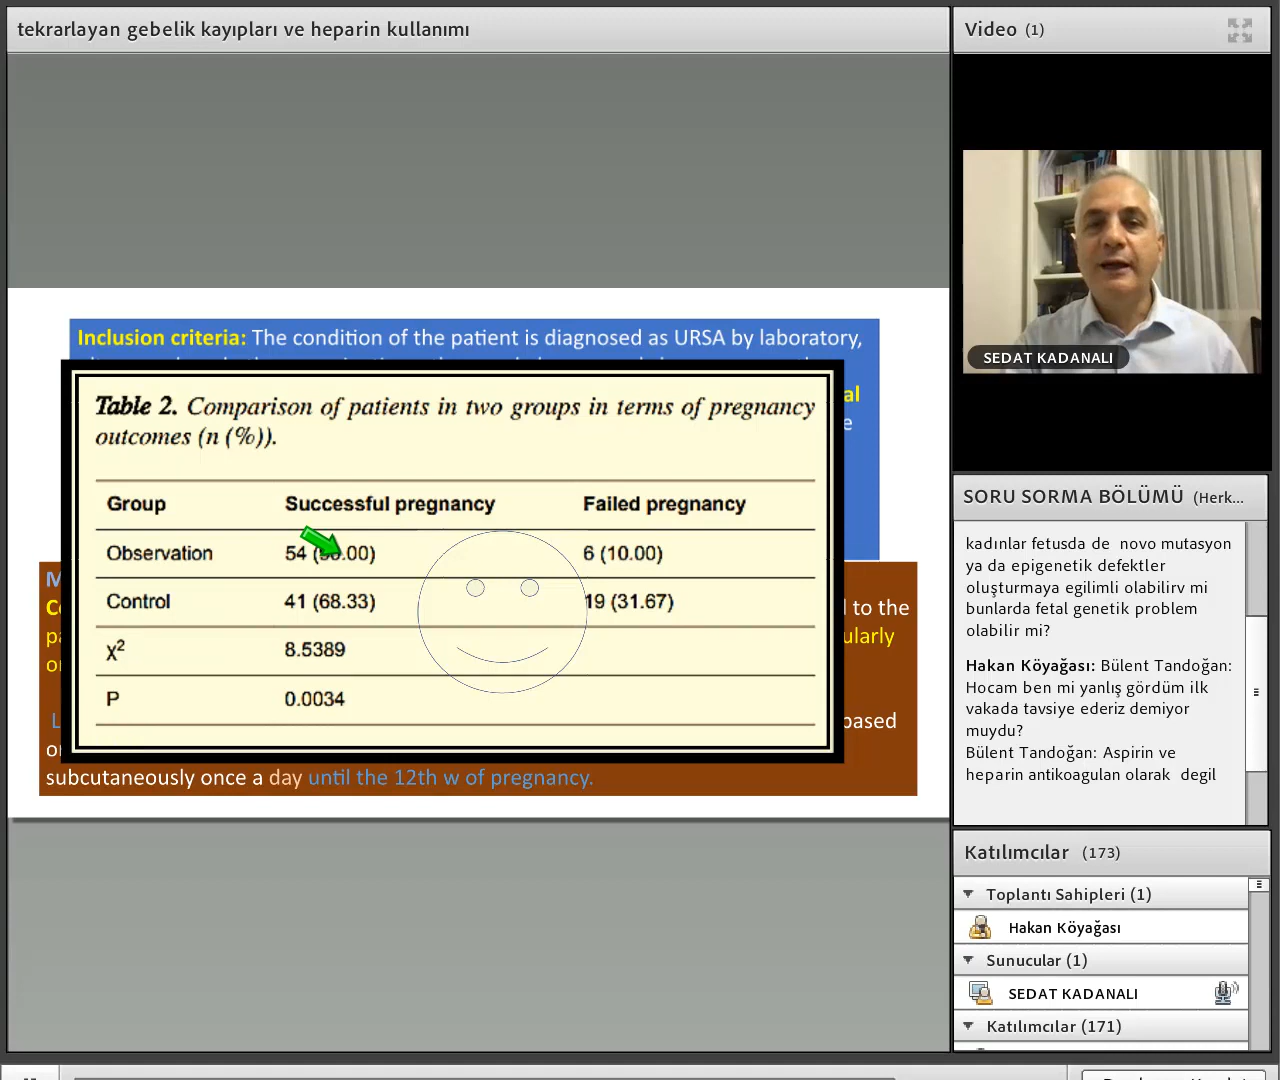 tekrarlayan gebelik kayıpları ve heparin kullanımı
Inclusion criteria: The condition of the patient is diagnosed as URSA by laboratory,
al
e
Table 2. Comparison of patients in two groups in terms of pregnancy
outcomes (n (%)).
Group Successful pregnancy Failed pregnancy
Observation 54 ( .00) 6 (10.00)
Control 41 (68.33) 19 (31.67)
χ2 8.5389
P 0.0034
M
Co
pa
or
L
or
d to the
ularly
based
subcutaneously once a day until the 12th w of pregnancy.
Video (1)
SEDAT KADANALI
SORU SORMA BÖLÜMÜ (Herk...
kadınlar fetusda de novo mutasyon
ya da epigenetik defektler
oluşturmaya egilimli olabilirv mi
bunlarda fetal genetik problem
olabilir mi?
Hakan Köyağası: Bülent Tandoğan:
Hocam ben mi yanlış gördüm ilk
vakada tavsiye ederiz demiyor
muydu?
Bülent Tandoğan: Aspirin ve
heparin antikoagulan olarak degil
Katılımcılar (173)
Toplantı Sahipleri (1)
Hakan Köyağası
Sunucular (1)
SEDAT KADANALI
Katılımcılar (171)